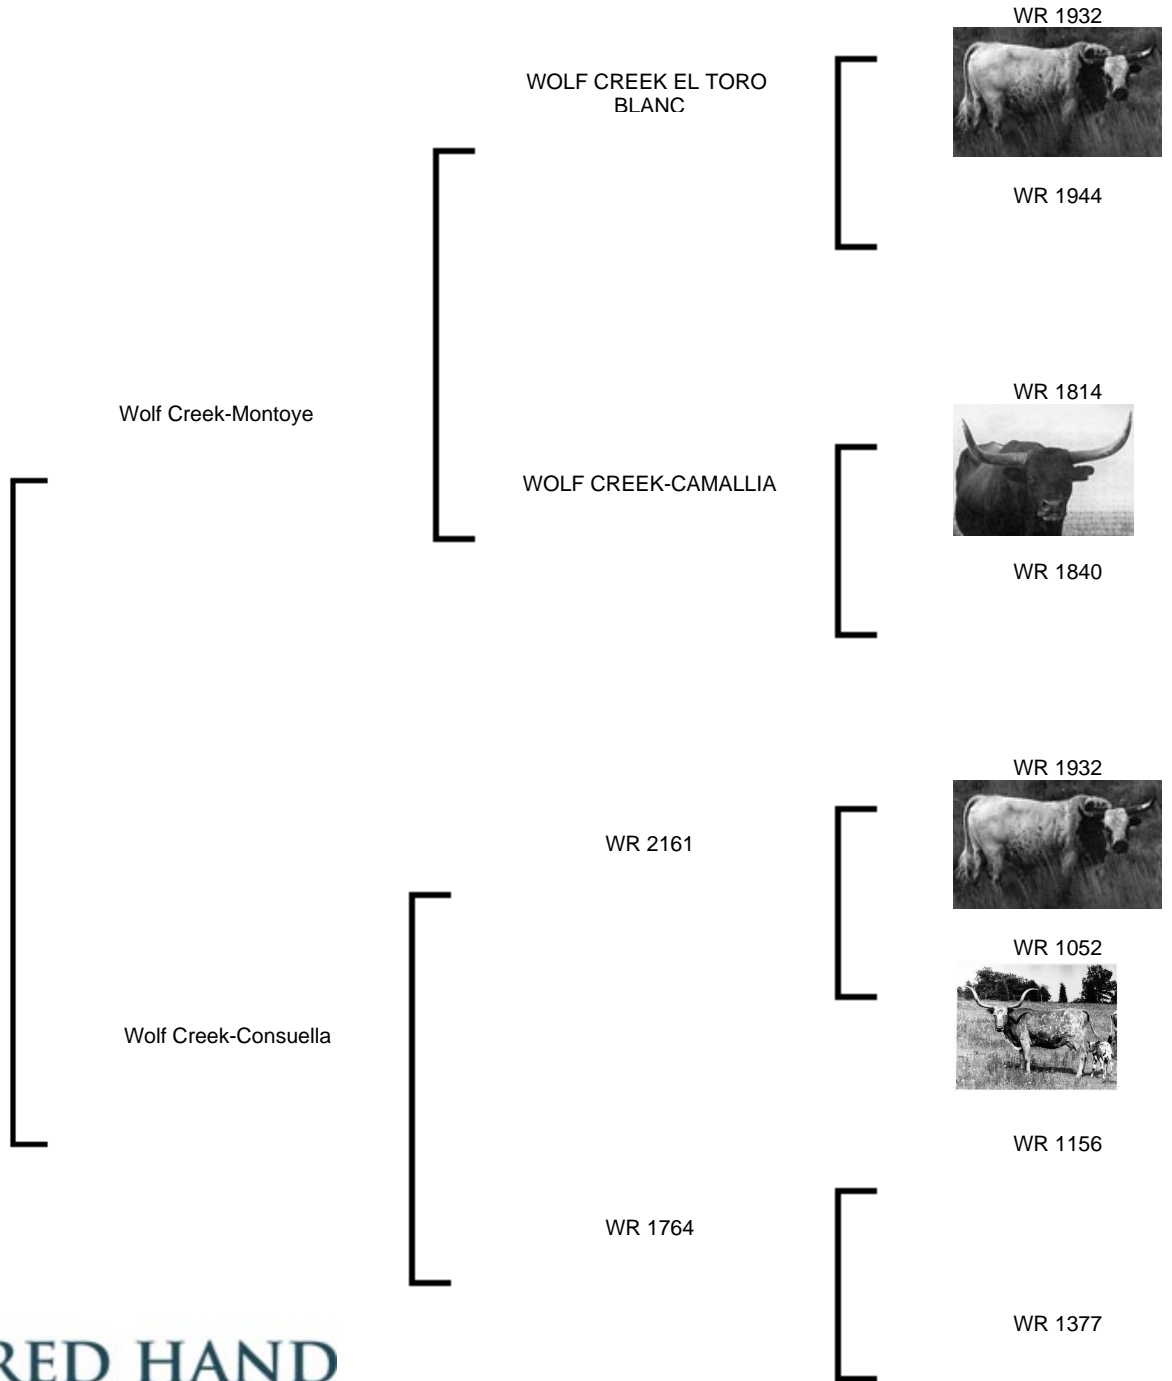 WR 1932
WOLF CREEK EL TORO
BLANC
WR 1944
WR 1814
Wolf Creek-Montoye
WOLF CREEK-CAMALLIA
WR 1840
WR 1932
WR 2161
WR 1052
Wolf Creek-Consuella
WR 1156
WR 1764
WR 1377
RED HAND